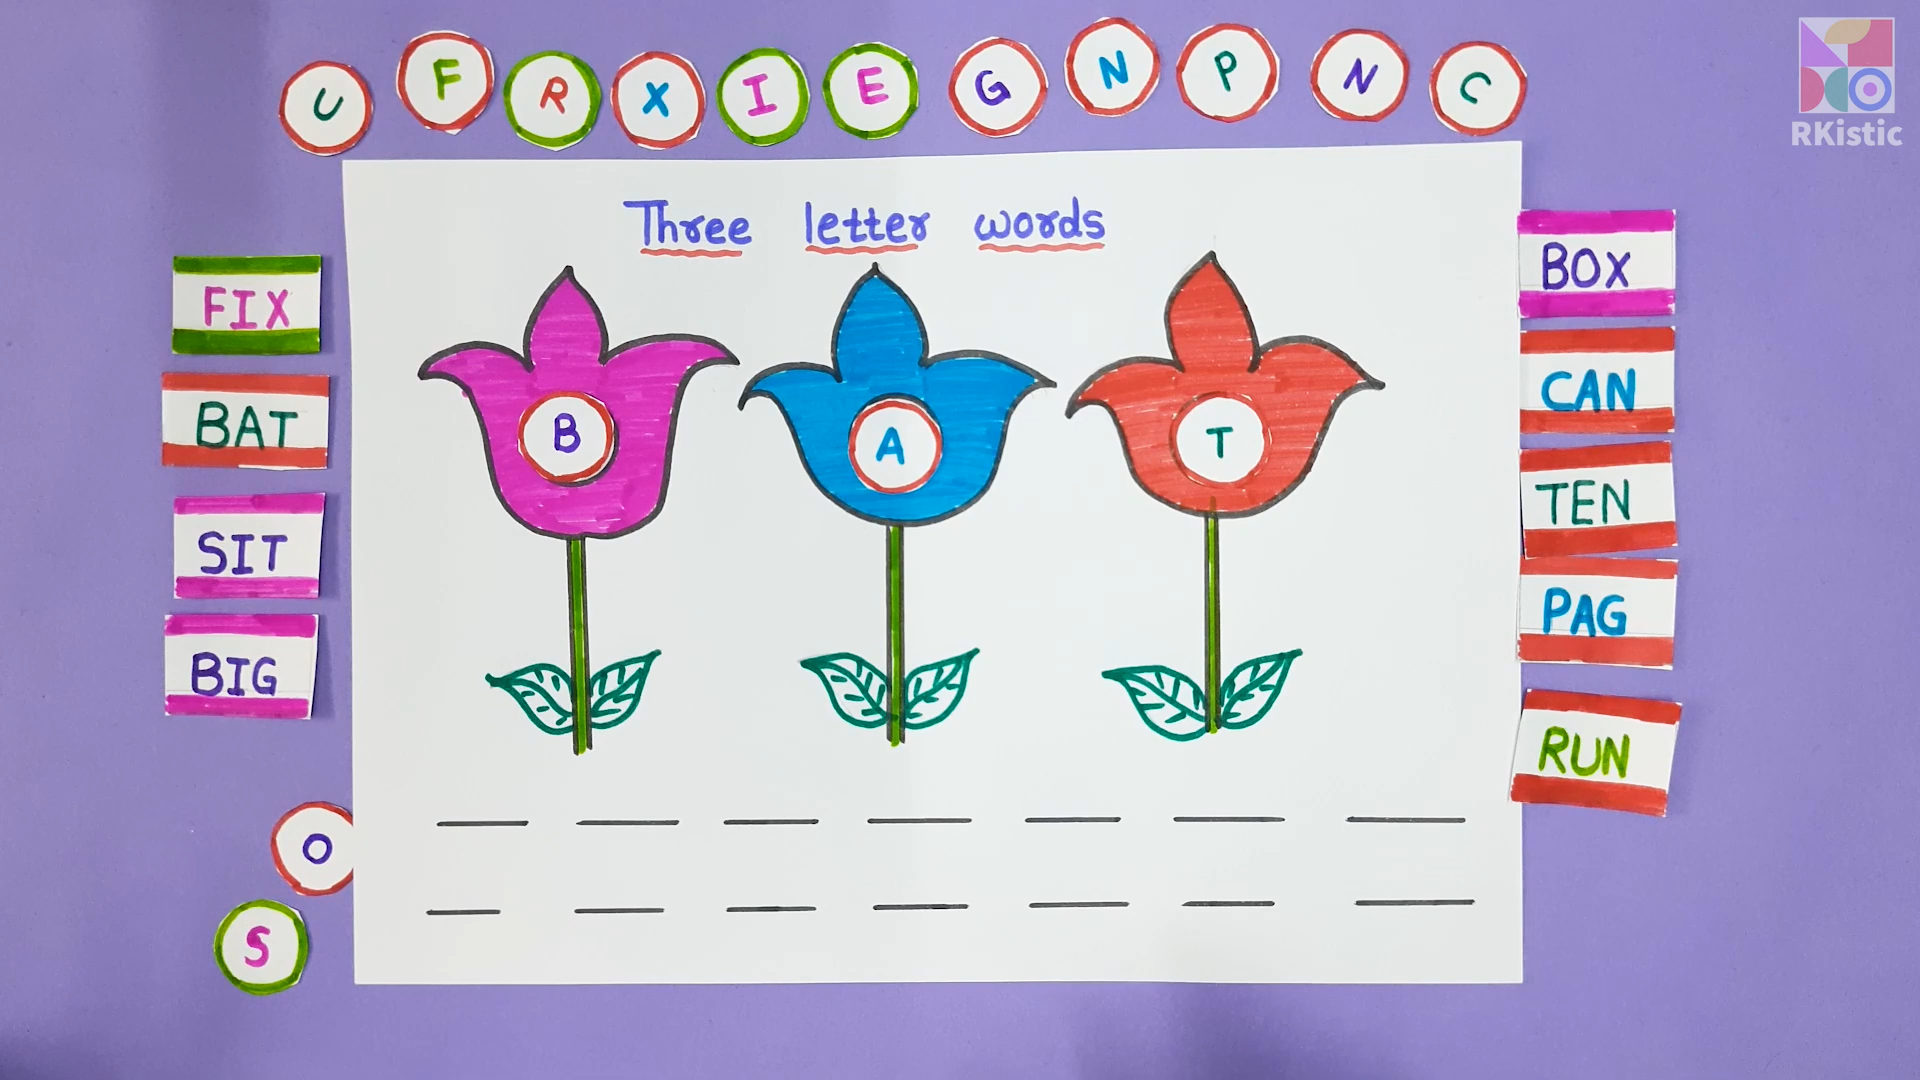 U F R X I E G N P N C
RKistic
Three letter words
FIX
BAT
SIT
BIG
B A T
BOX
CAN
TEN
PAG
RUN
O
S